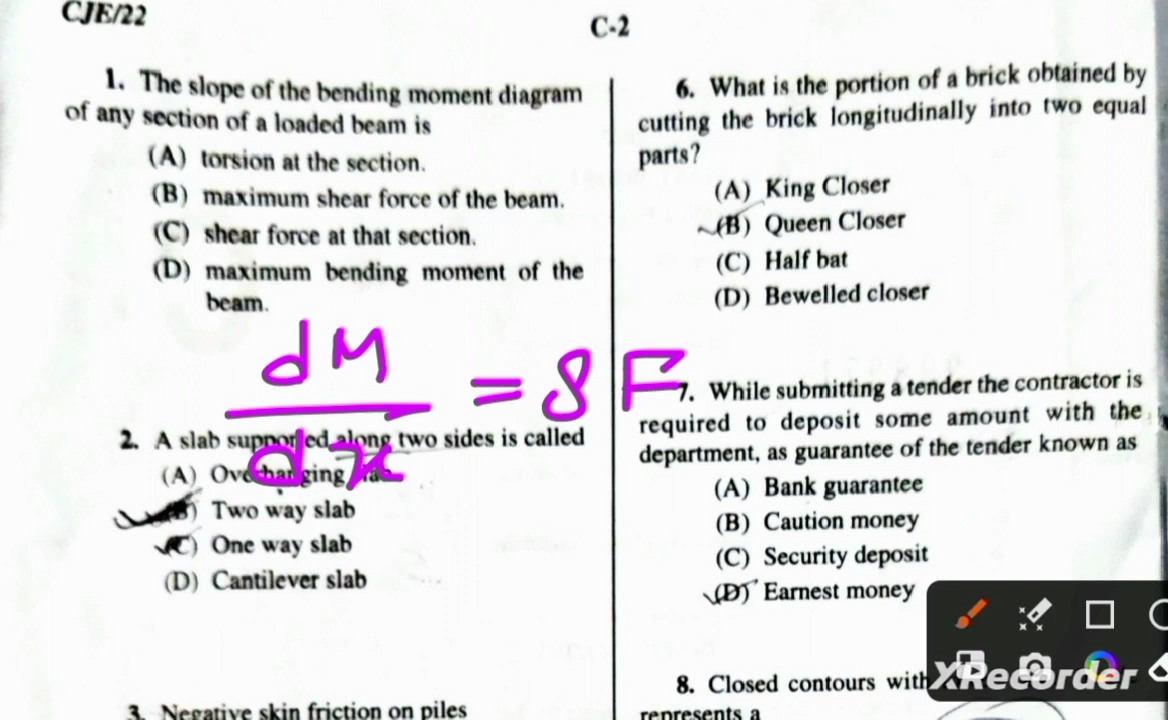 CJE/22
C-2
1. The slope of the bending moment diagram
of any section of a loaded beam is
(A) torsion at the section.
(B) maximum shear force of the beam.
(C) shear force at that section.
(D) maximum bending moment of the
beam.
dM
= SF
dx
2. A slab supported along two sides is called
(A) Overhanging
(B) Two way slab
(C) One way slab
(D) Cantilever slab
3. Negative skin friction on piles
6. What is the portion of a brick obtained by
cutting the brick longitudinally into two equal
parts?
(A) King Closer
(B) Queen Closer
(C) Half bat
(D) Bewelled closer
7. While submitting a tender the contractor is
required to deposit some amount with the
department, as guarantee of the tender known as
(A) Bank guarantee
(B) Caution money
(C) Security deposit
(D) Earnest money
8. Closed contours with
represents a
XRecorder